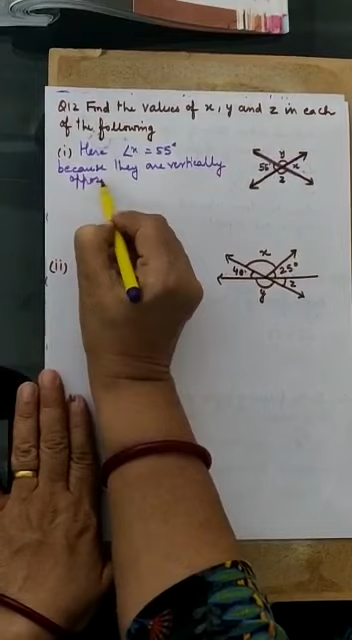 Q12 Find the values of x, y and z in each
of the following
(i) Here ∠x = 55°
because they are vertically
oppos
y
55° x
z
(ii)
x
40° 25°
y z